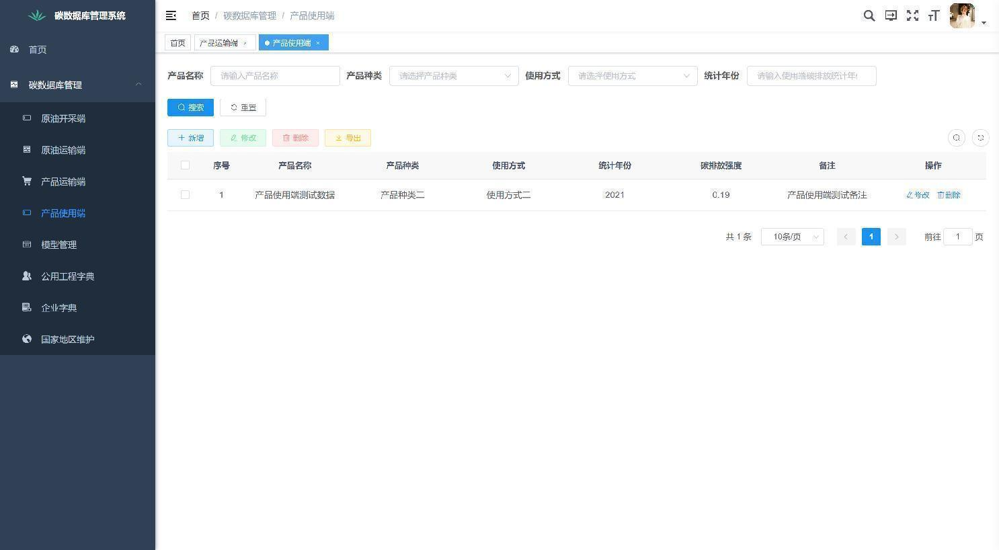 碳数据库管理系统
首页 / 碳数据库管理 / 产品使用端
首页 产品运输端 × 产品使用端 ×
首页
碳数据库管理
原油开采端
原油运输端
产品运输端
产品使用端
模型管理
公用工程字典
企业字典
国家地区维护
产品名称 请输入产品名称 产品种类 请选择产品种类 使用方式 请选择使用方式 统计年份 请输入使用端碳排放统计年
搜索 重置
新增 修改 删除 导出
序号 产品名称 产品种类 使用方式 统计年份 碳排放强度 备注 操作
1 产品使用端测试数据 产品种类二 使用方式二 2021 0.19 产品使用端测试备注 修改 删除
共 1 条 10条/页 < 1 > 前往 1 页